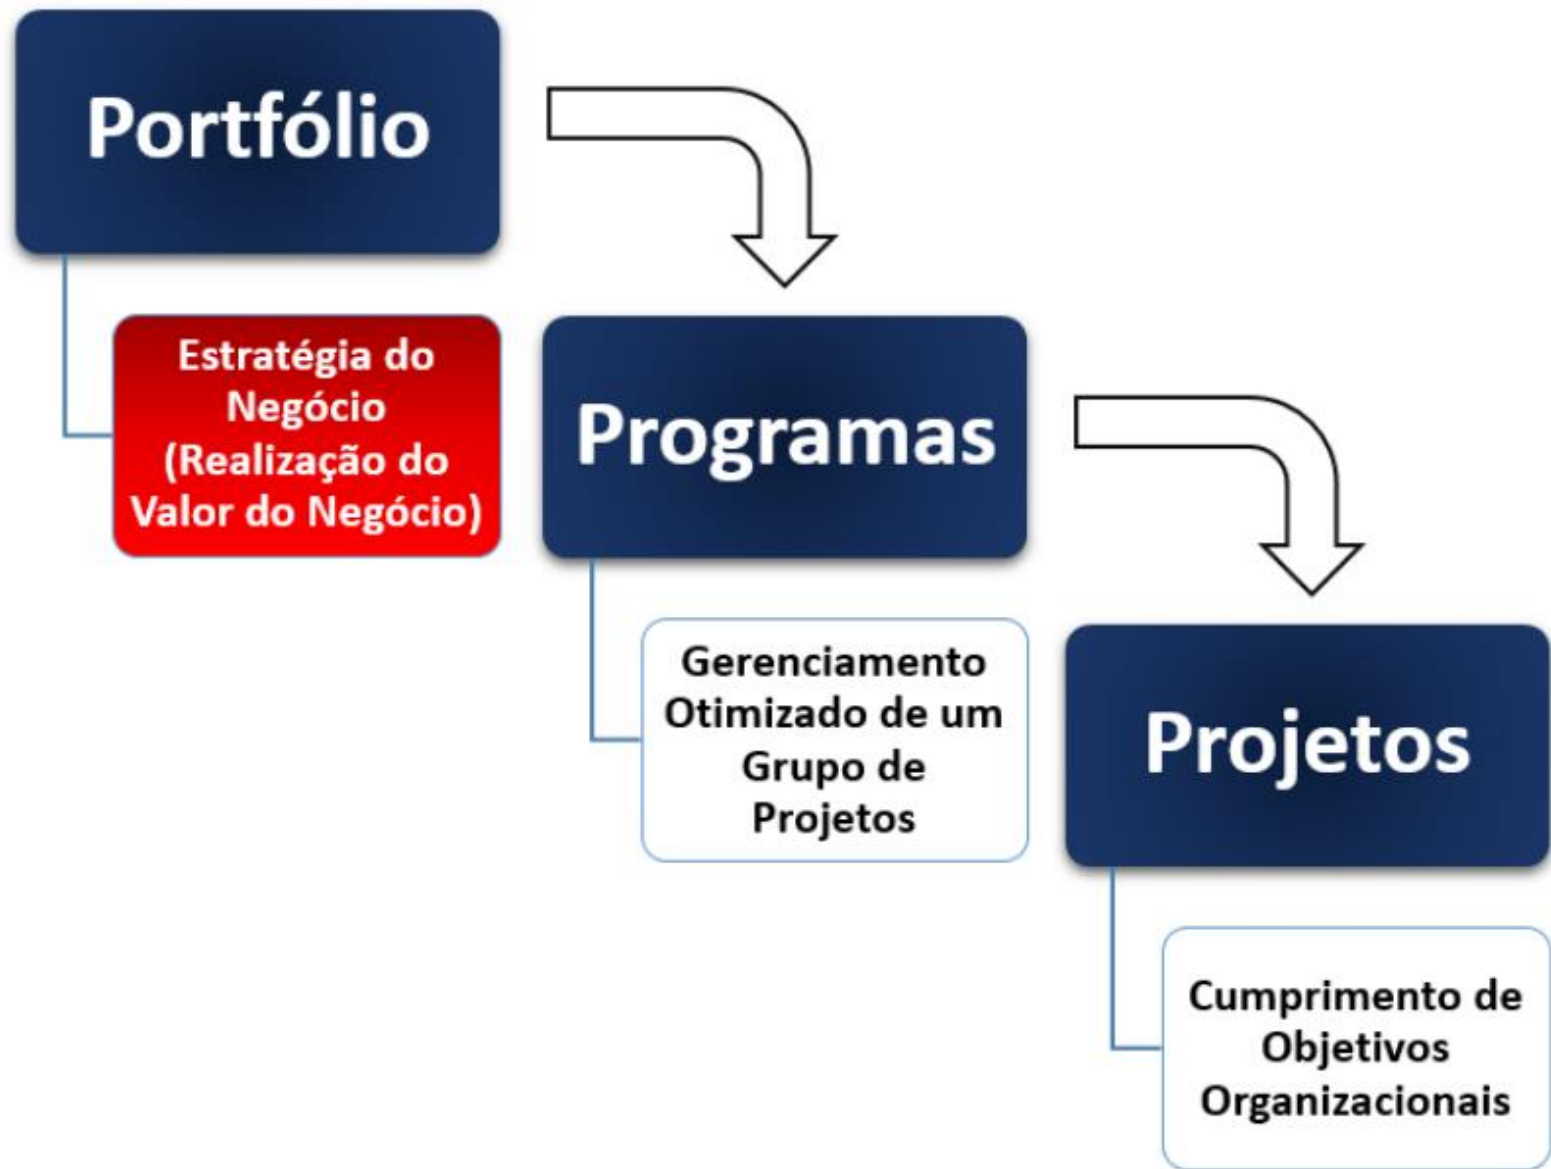 Portfólio
Estratégia do
Negócio
(Realização do
Valor do Negócio)
Programas
Gerenciamento
Otimizado de um
Grupo de
Projetos
Projetos
Cumprimento de
Objetivos
Organizacionais